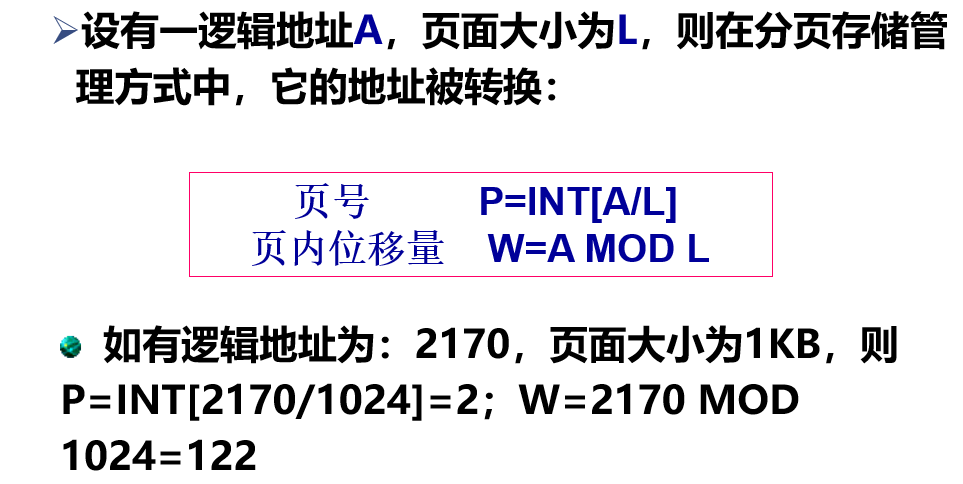 设有一逻辑地址A，页面大小为L，则在分页存储管
理方式中，它的地址被转换：
页号 P=INT[A/L]
页内位移量 W=A MOD L
如有逻辑地址为：2170，页面大小为1KB，则
P=INT[2170/1024]=2；W=2170 MOD
1024=122